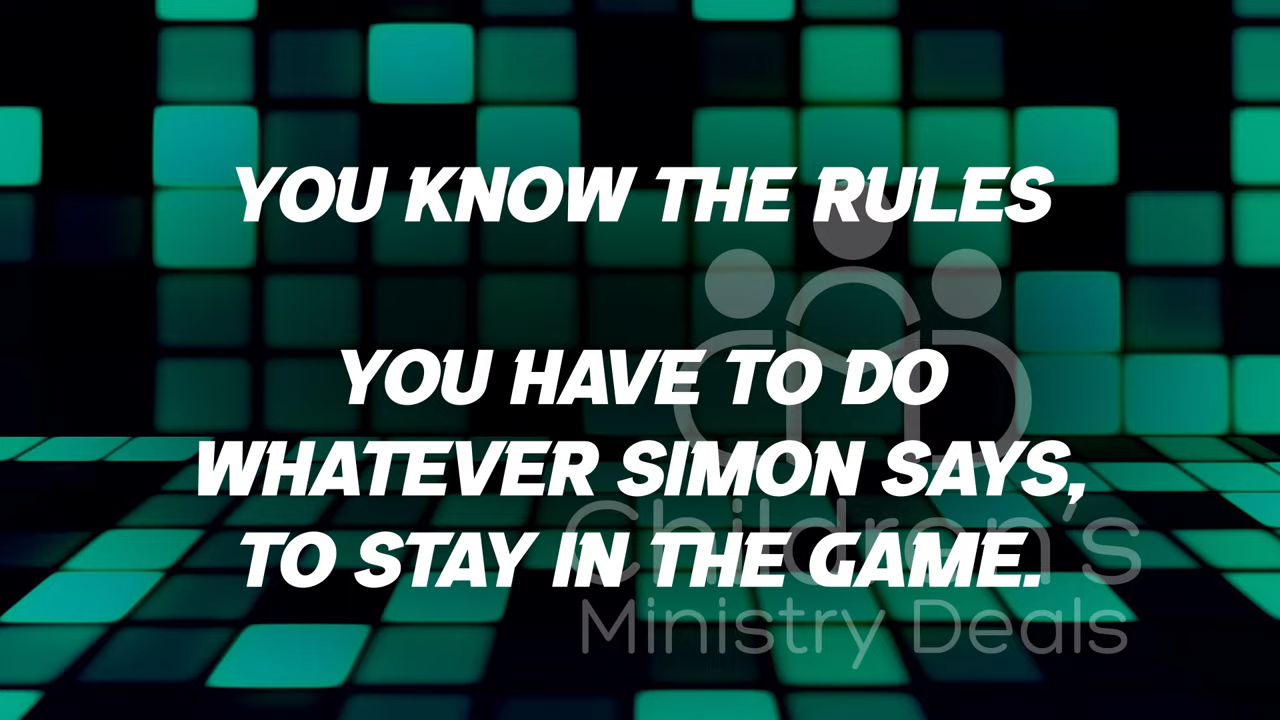 YOU KNOW THE RULES
YOU HAVE TO DO
WHATEVER SIMON SAYS,
TO STAY IN THE GAME.
Children's
Ministry Deals